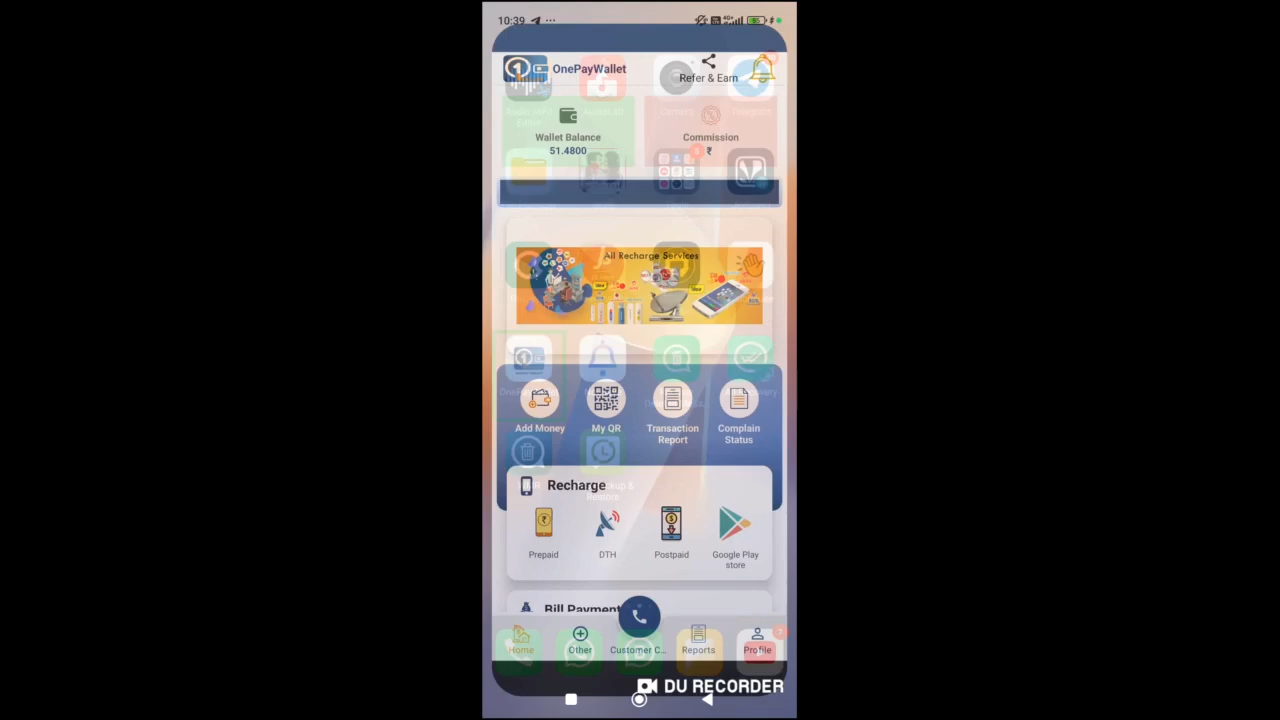 10:39
OnePayWallet
Refer & Earn
Wallet Balance
51.4800
Commission
₹
All Recharge Services
Add Money
My QR
Transaction
Report
Complain
Status
Recharge
Prepaid
DTH
Postpaid
Google Play
store
Bill Payment
Home
Other
Customer C...
Reports
Profile
7
DU RECORDER